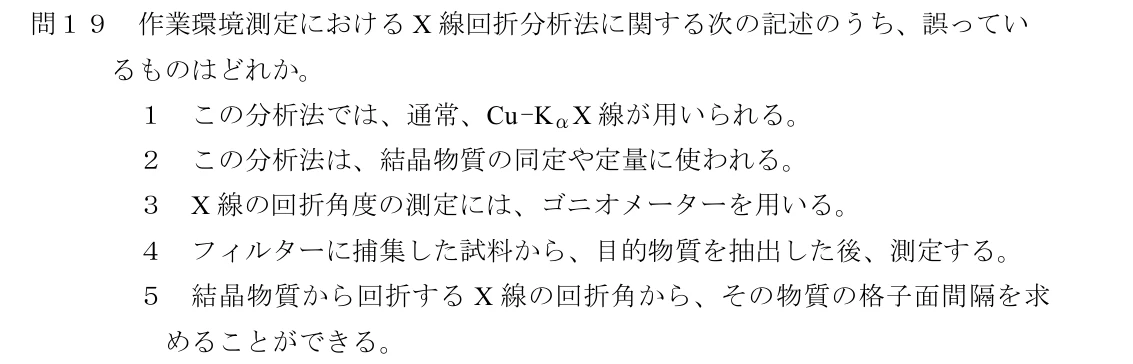 問１９　作業環境測定における X 線回折分析法に関する次の記述のうち、誤ってい
るものはどれか。
１　この分析法では、通常、Cu−KαX 線が用いられる。
２　この分析法は、結晶物質の同定や定量に使われる。
３　X 線の回折角度の測定には、ゴニオメーターを用いる。
４　フィルターに捕集した試料から、目的物質を抽出した後、測定する。
５　結晶物質から回折する X 線の回折角から、その物質の格子面間隔を求
めることができる。